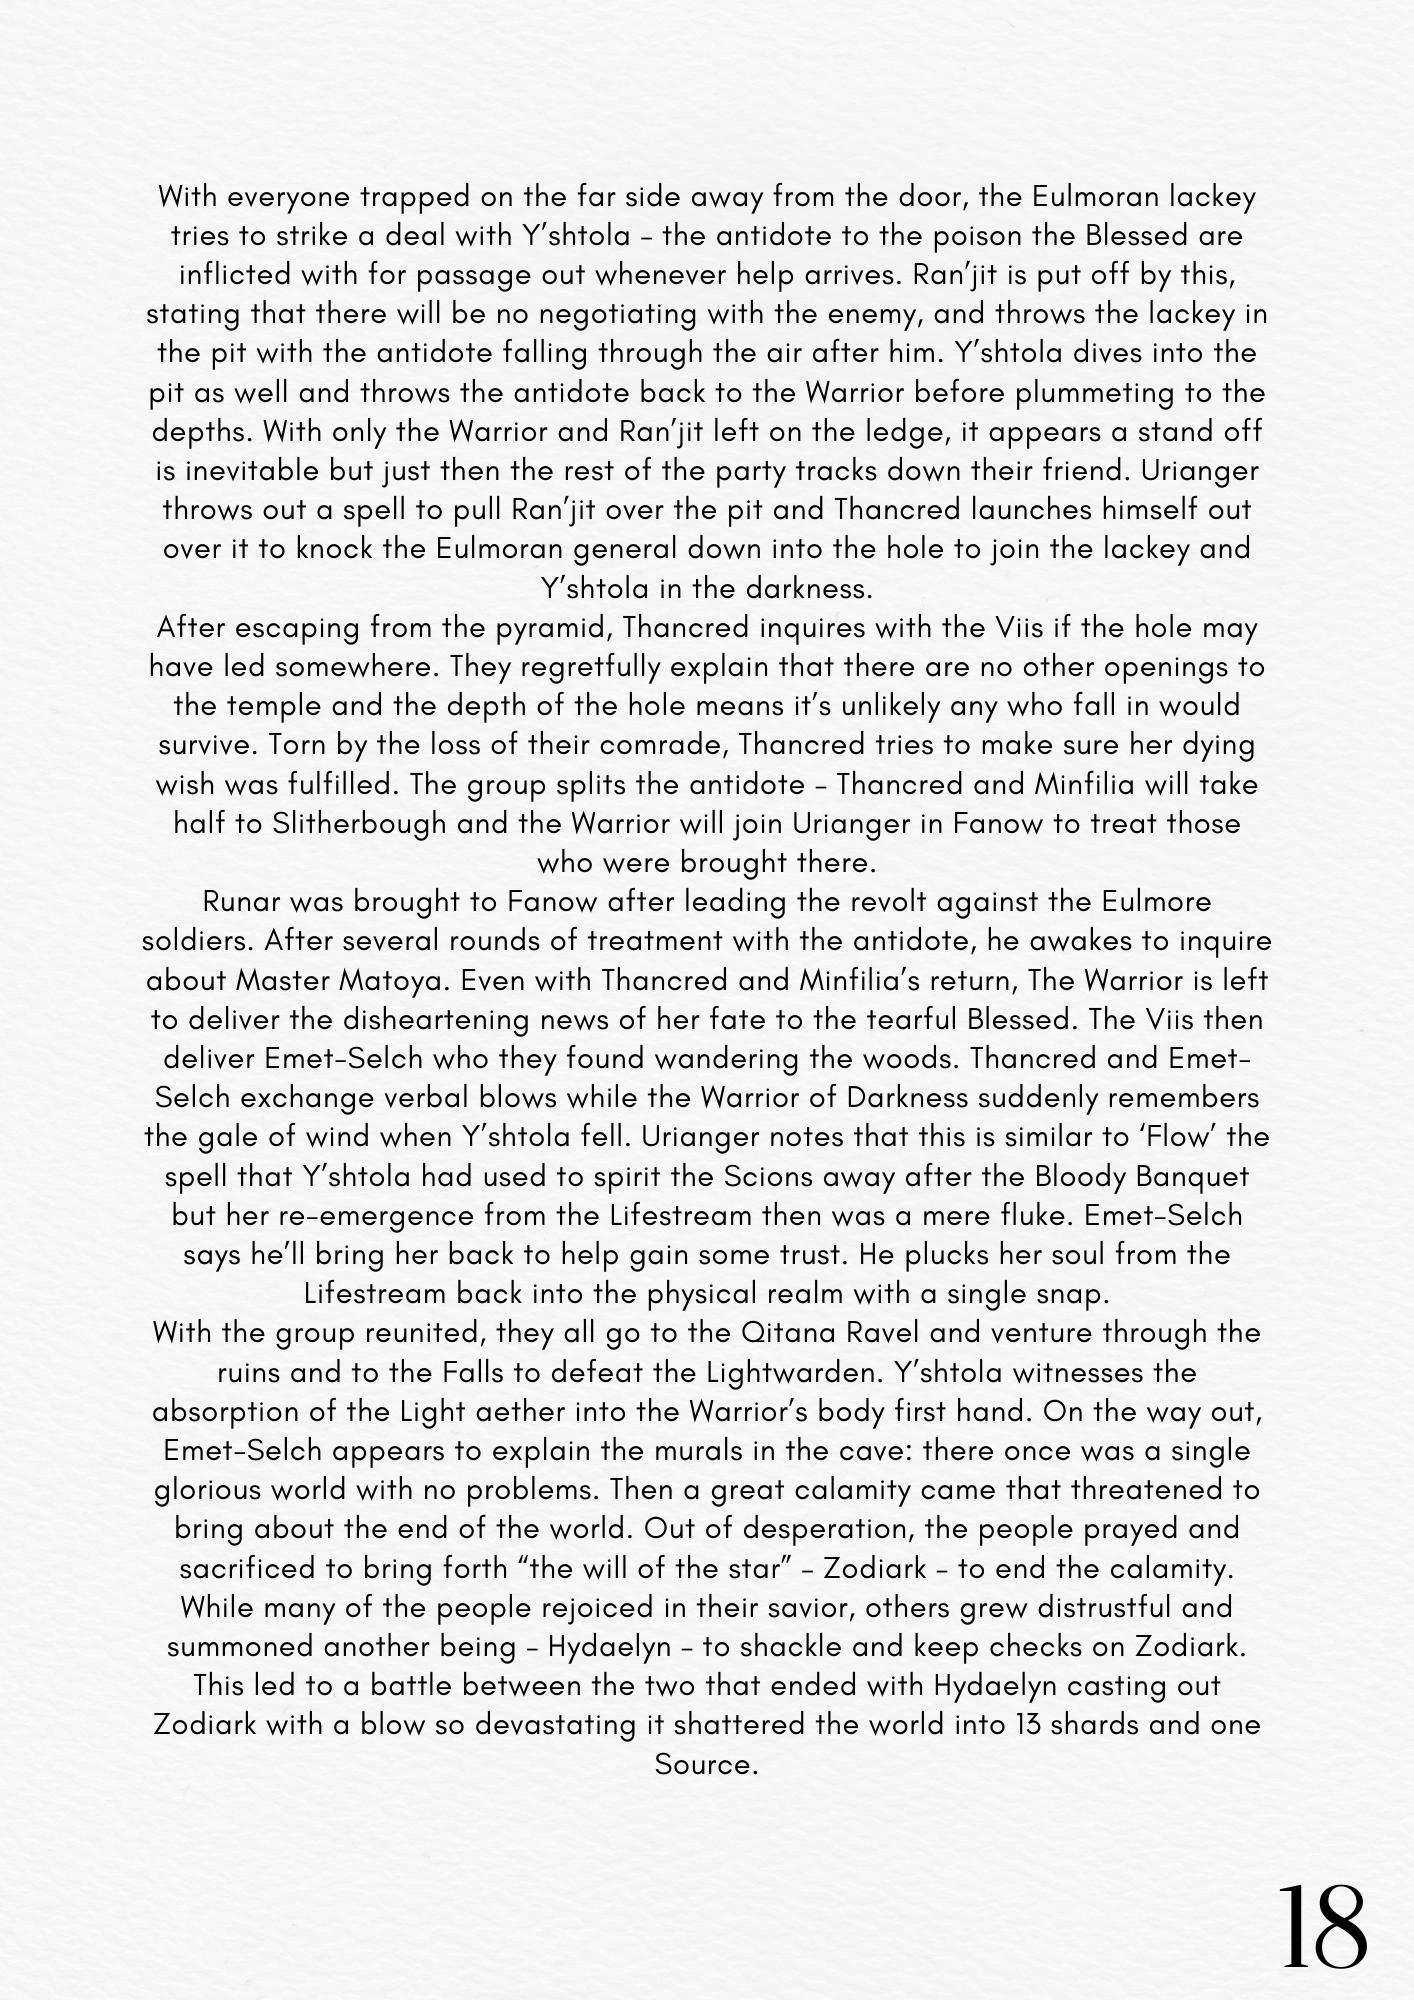 With everyone trapped on the far side away from the door, the Eulmoran lackey
tries to strike a deal with Y’shtola – the antidote to the poison the Blessed are
inflicted with for passage out whenever help arrives. Ran’jit is put off by this,
stating that there will be no negotiating with the enemy, and throws the lackey in
the pit with the antidote falling through the air after him. Y’shtola dives into the
pit as well and throws the antidote back to the Warrior before plummeting to the
depths. With only the Warrior and Ran’jit left on the ledge, it appears a stand off
is inevitable but just then the rest of the party tracks down their friend. Urianger
throws out a spell to pull Ran’jit over the pit and Thancred launches himself out
over it to knock the Eulmoran general down into the hole to join the lackey and
Y’shtola in the darkness.
After escaping from the pyramid, Thancred inquires with the Viis if the hole may
have led somewhere. They regretfully explain that there are no other openings to
the temple and the depth of the hole means it’s unlikely any who fall in would
survive. Torn by the loss of their comrade, Thancred tries to make sure her dying
wish was fulfilled. The group splits the antidote – Thancred and Minfilia will take
half to Slitherbough and the Warrior will join Urianger in Fanow to treat those
who were brought there.
Runar was brought to Fanow after leading the revolt against the Eulmore
soldiers. After several rounds of treatment with the antidote, he awakes to inquire
about Master Matoya. Even with Thancred and Minfilia’s return, The Warrior is left
to deliver the disheartening news of her fate to the tearful Blessed. The Viis then
deliver Emet-Selch who they found wandering the woods. Thancred and Emet-
Selch exchange verbal blows while the Warrior of Darkness suddenly remembers
the gale of wind when Y’shtola fell. Urianger notes that this is similar to ‘Flow’ the
spell that Y’shtola had used to spirit the Scions away after the Bloody Banquet
but her re-emergence from the Lifestream then was a mere fluke. Emet-Selch
says he’ll bring her back to help gain some trust. He plucks her soul from the
Lifestream back into the physical realm with a single snap.
With the group reunited, they all go to the Qitana Ravel and venture through the
ruins and to the Falls to defeat the Lightwarden. Y’shtola witnesses the
absorption of the Light aether into the Warrior’s body first hand. On the way out,
Emet-Selch appears to explain the murals in the cave: there once was a single
glorious world with no problems. Then a great calamity came that threatened to
bring about the end of the world. Out of desperation, the people prayed and
sacrificed to bring forth “the will of the star” – Zodiark – to end the calamity.
While many of the people rejoiced in their savior, others grew distrustful and
summoned another being – Hydaelyn – to shackle and keep checks on Zodiark.
This led to a battle between the two that ended with Hydaelyn casting out
Zodiark with a blow so devastating it shattered the world into 13 shards and one
Source.
18